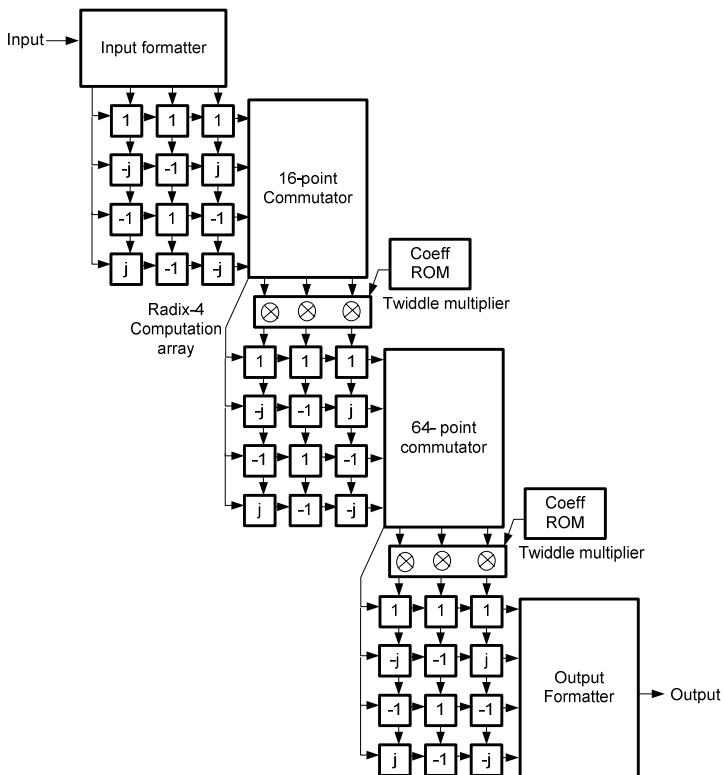 Input
Input formatter
1 1 1
-j -1 j
-1 1 -1
j -1 -j
16-point
Commutator
Coeff
ROM
Twiddle multiplier
Radix-4
Computation
array
1 1 1
-j -1 j
-1 1 -1
j -1 -j
64- point
commutator
Coeff
ROM
Twiddle multiplier
1 1 1
-j -1 j
-1 1 -1
j -1 -j
Output
Formatter
Output